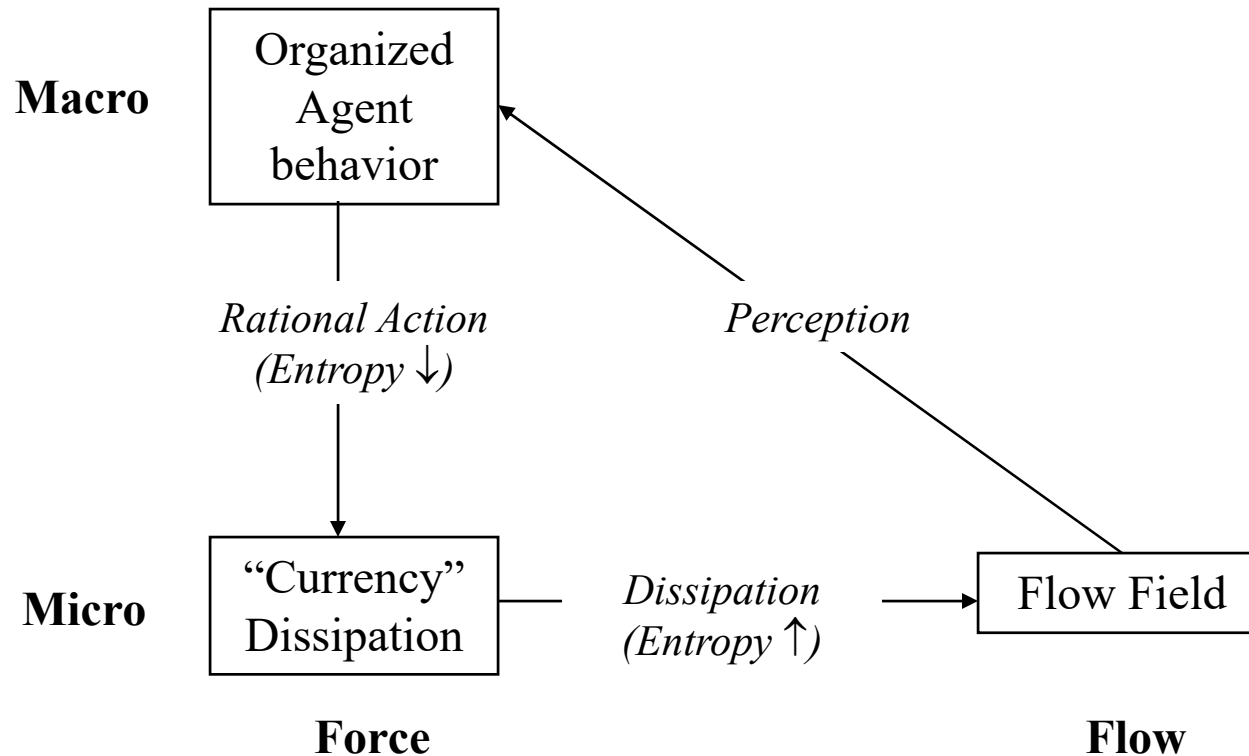 Organized
Agent
behavior
Macro
Rational Action
(Entropy ↓)
Perception
Micro
“Currency”
Dissipation
Dissipation
(Entropy ↑)
Flow Field
Force
Flow